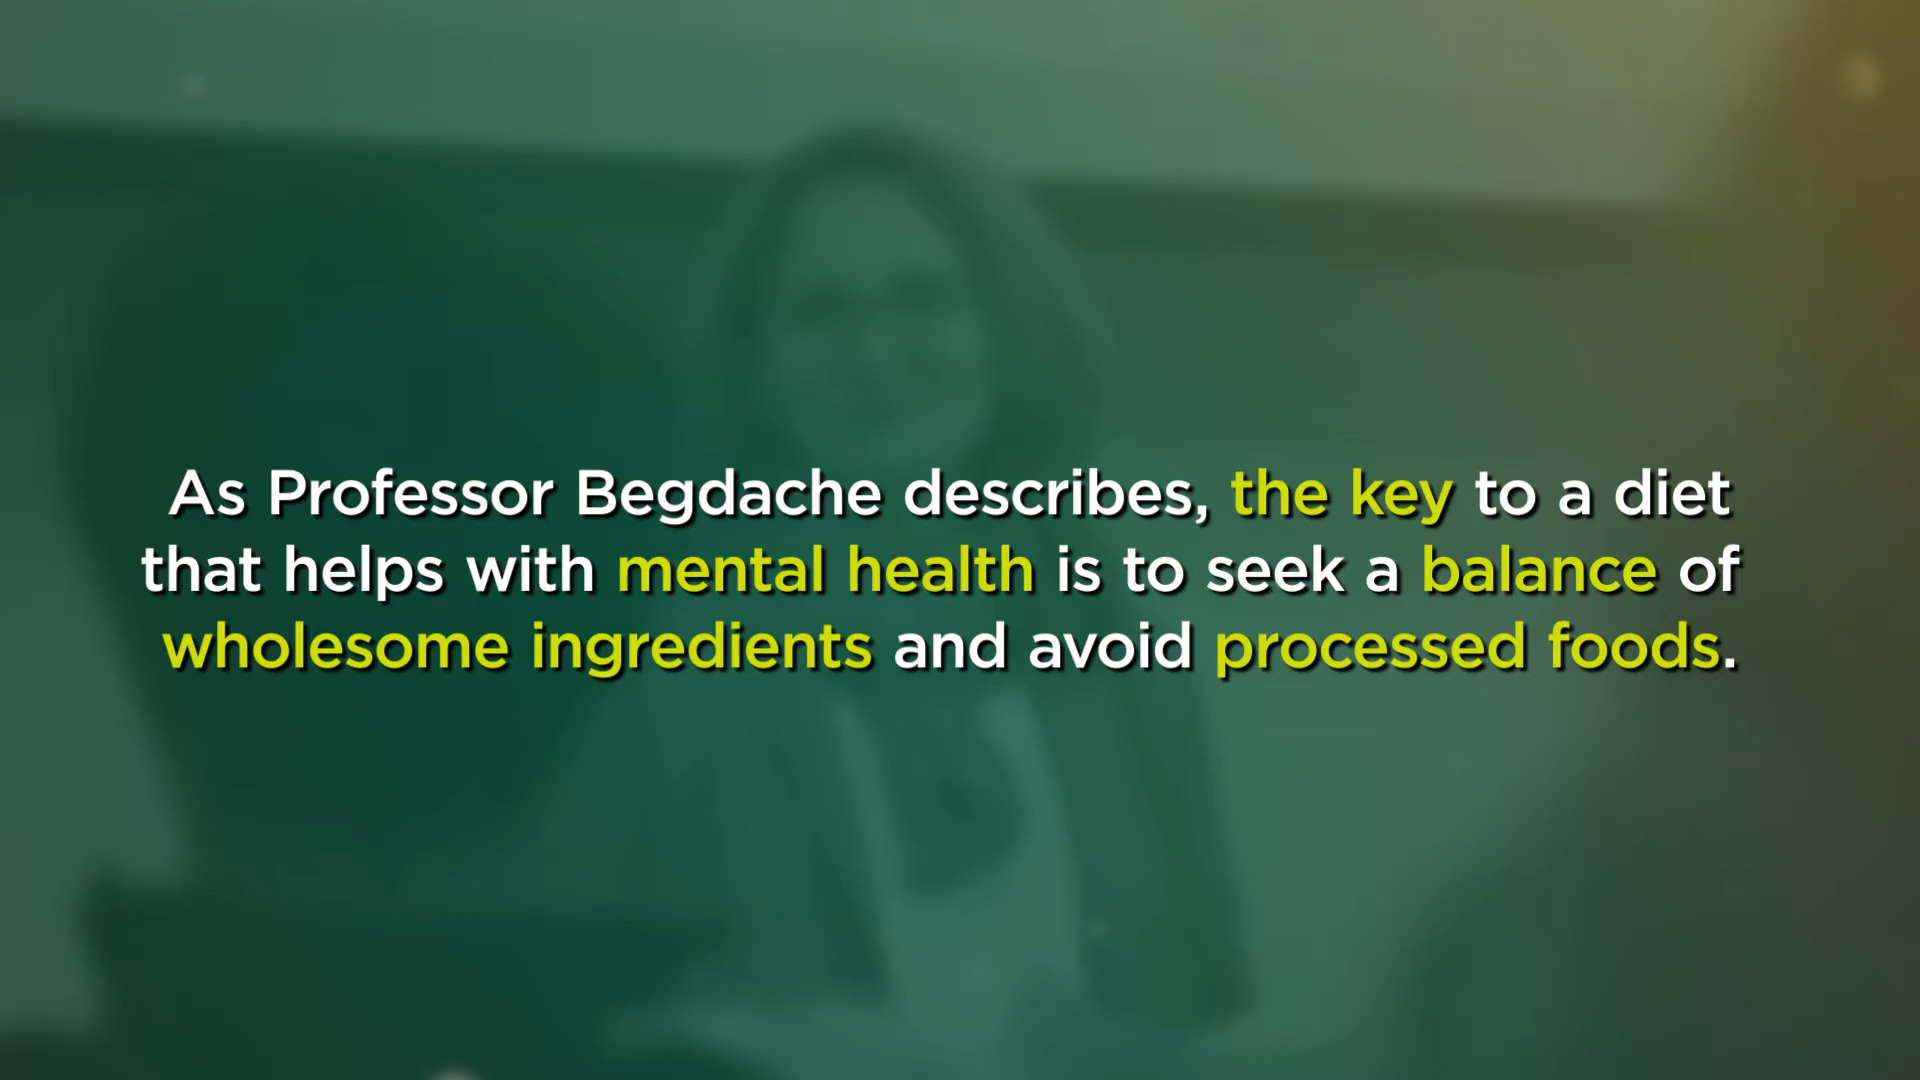 As Professor Begdache describes, the key to a diet
that helps with mental health is to seek a balance of
wholesome ingredients and avoid processed foods.